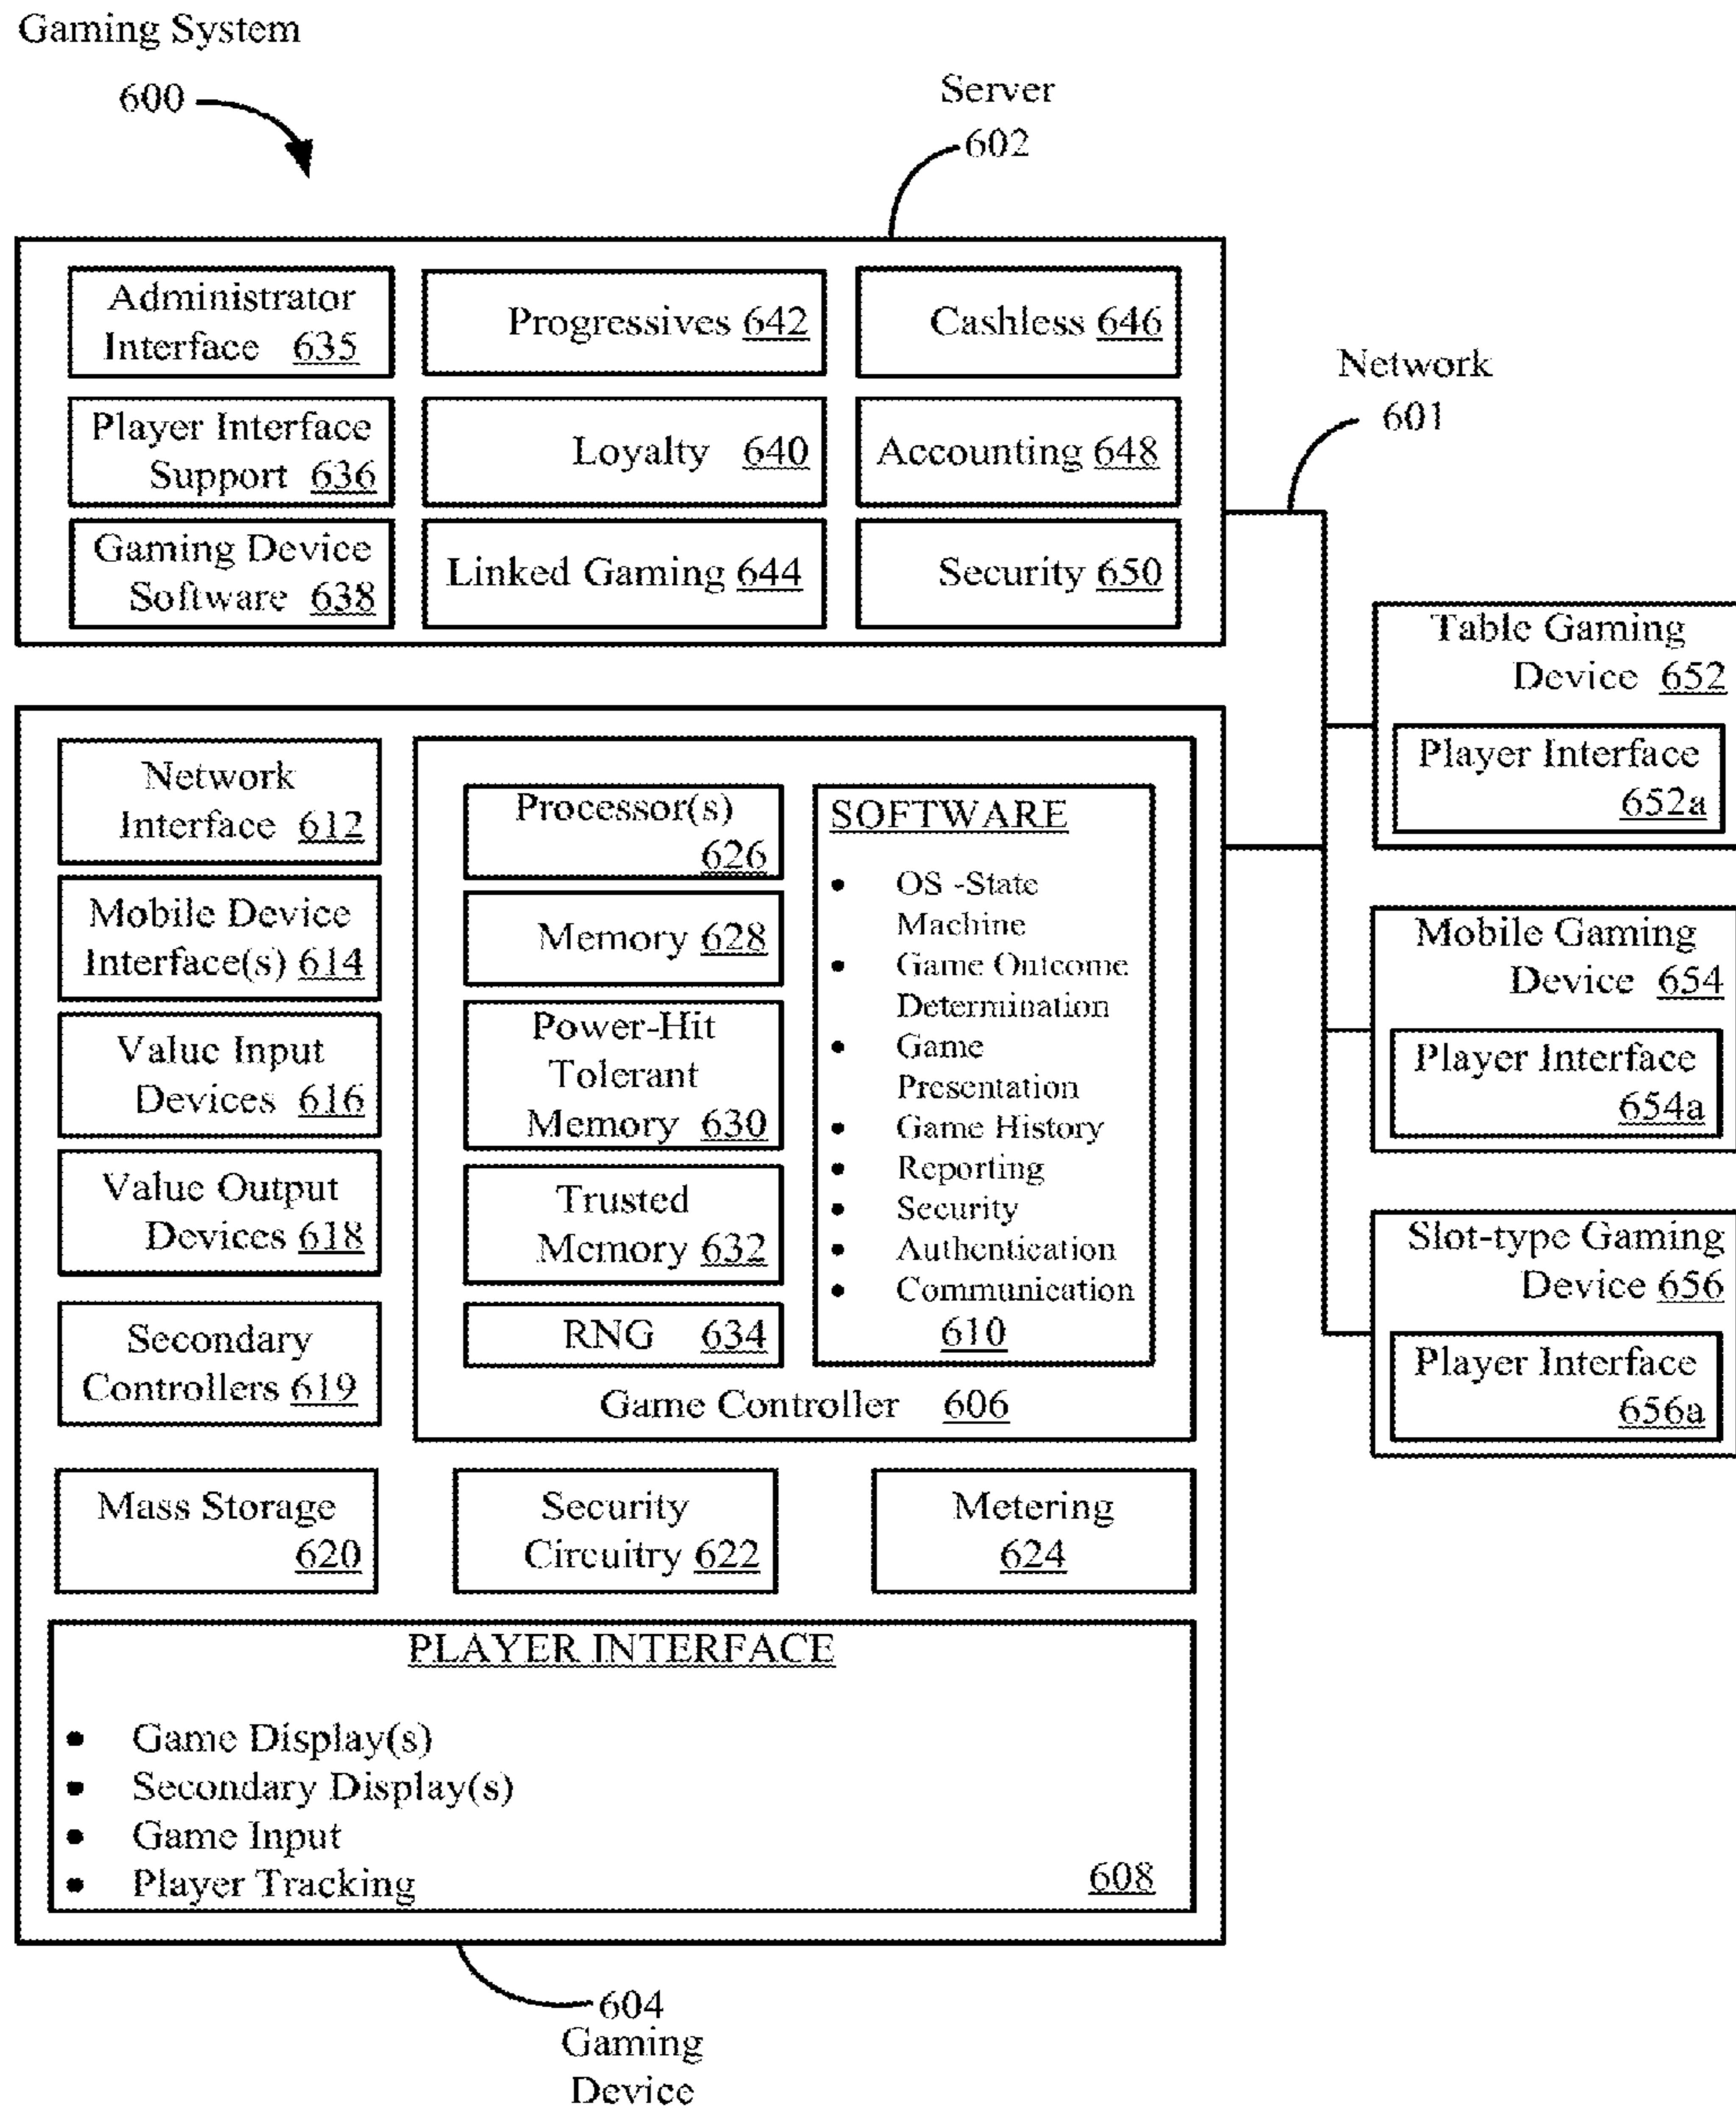 Gaming System
600
Server
602
Administrator
Interface 635
Progressives 642
Cashless 646
Player Interface
Support 636
Loyalty 640
Accounting 648
Gaming Device
Software 638
Linked Gaming 644
Security 650
Network
601
Table Gaming
Device 652
Player Interface
652a
Mobile Gaming
Device 654
Player Interface
654a
Slot-type Gaming
Device 656
Player Interface
656a
Network
Interface 612
Mobile Device
Interface(s) 614
Value Input
Devices 616
Value Output
Devices 618
Secondary
Controllers 619
Processor(s)
626
Memory 628
Power-Hit
Tolerant
Memory 630
Trusted
Memory 632
RNG 634
SOFTWARE
• OS -State
Machine
• Game Outcome
Determination
• Game
Presentation
• Game History
• Reporting
• Security
• Authentication
• Communication
610
Game Controller 606
Mass Storage
620
Security
Circuitry 622
Metering
624
PLAYER INTERFACE
• Game Display(s)
• Secondary Display(s)
• Game Input
• Player Tracking
608
604
Gaming
Device